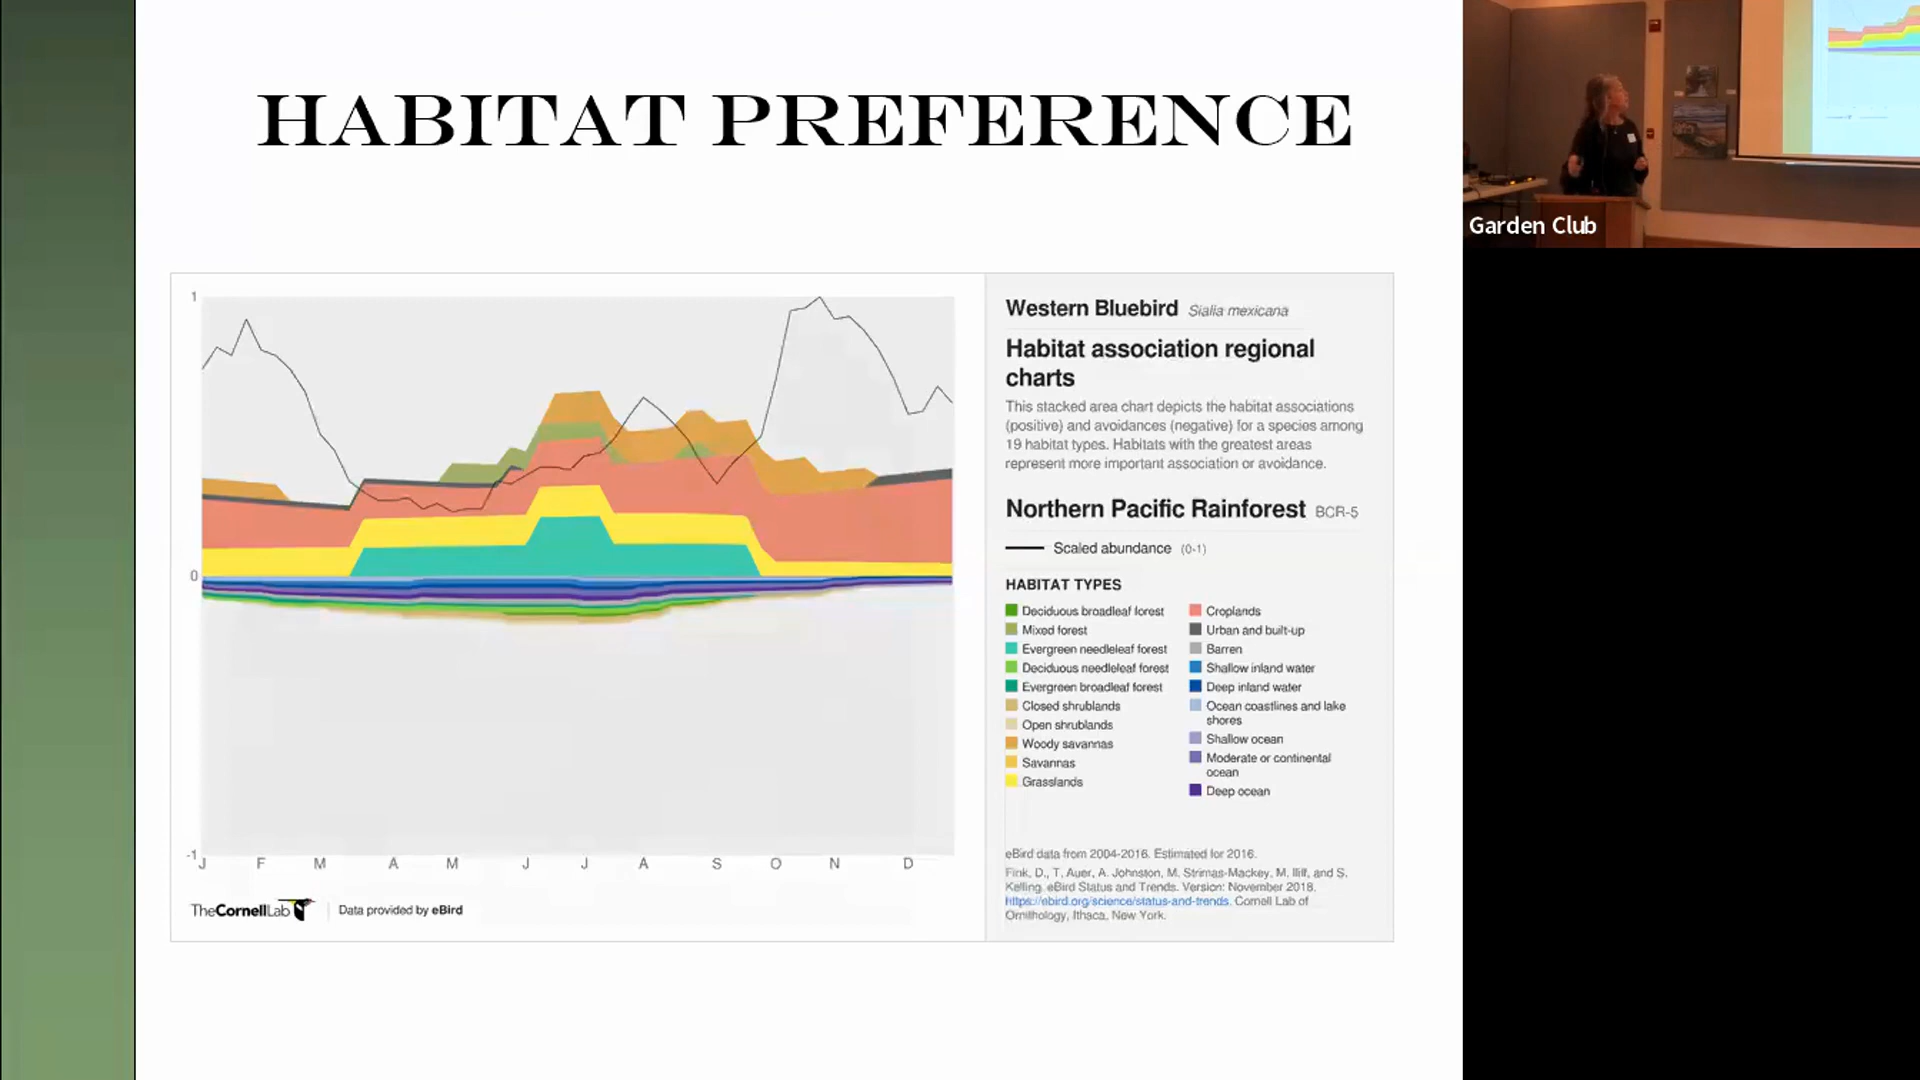 HABITAT PREFERENCE
Garden Club
1
0
-1
J F M A M J J A S O N D
TheCornellLab
Data provided by eBird
Western Bluebird Sialia mexicana
Habitat association regional
charts
This stacked area chart depicts the habitat associations
(positive) and avoidances (negative) for a species among
19 habitat types. Habitats with the greatest areas
represent more important association or avoidance.
Northern Pacific Rainforest BCR-5
Scaled abundance (0-1)
HABITAT TYPES
Deciduous broadleaf forest
Mixed forest
Evergreen needleleaf forest
Deciduous needleleaf forest
Evergreen broadleaf forest
Closed shrublands
Open shrublands
Woody savannas
Savannas
Grasslands
Croplands
Urban and built-up
Barren
Shallow inland water
Deep inland water
Ocean coastlines and lake
shores
Shallow ocean
Moderate or continental
ocean
Deep ocean
eBird data from 2004-2016. Estimated for 2016.
Fink, D., T. Auer, A. Johnston, M. Strimas-Mackey, M. Iliff, and S.
Kelling. eBird Status and Trends. Version: November 2018.
https://ebird.org/science/status-and-trends. Cornell Lab of
Ornithology, Ithaca, New York.